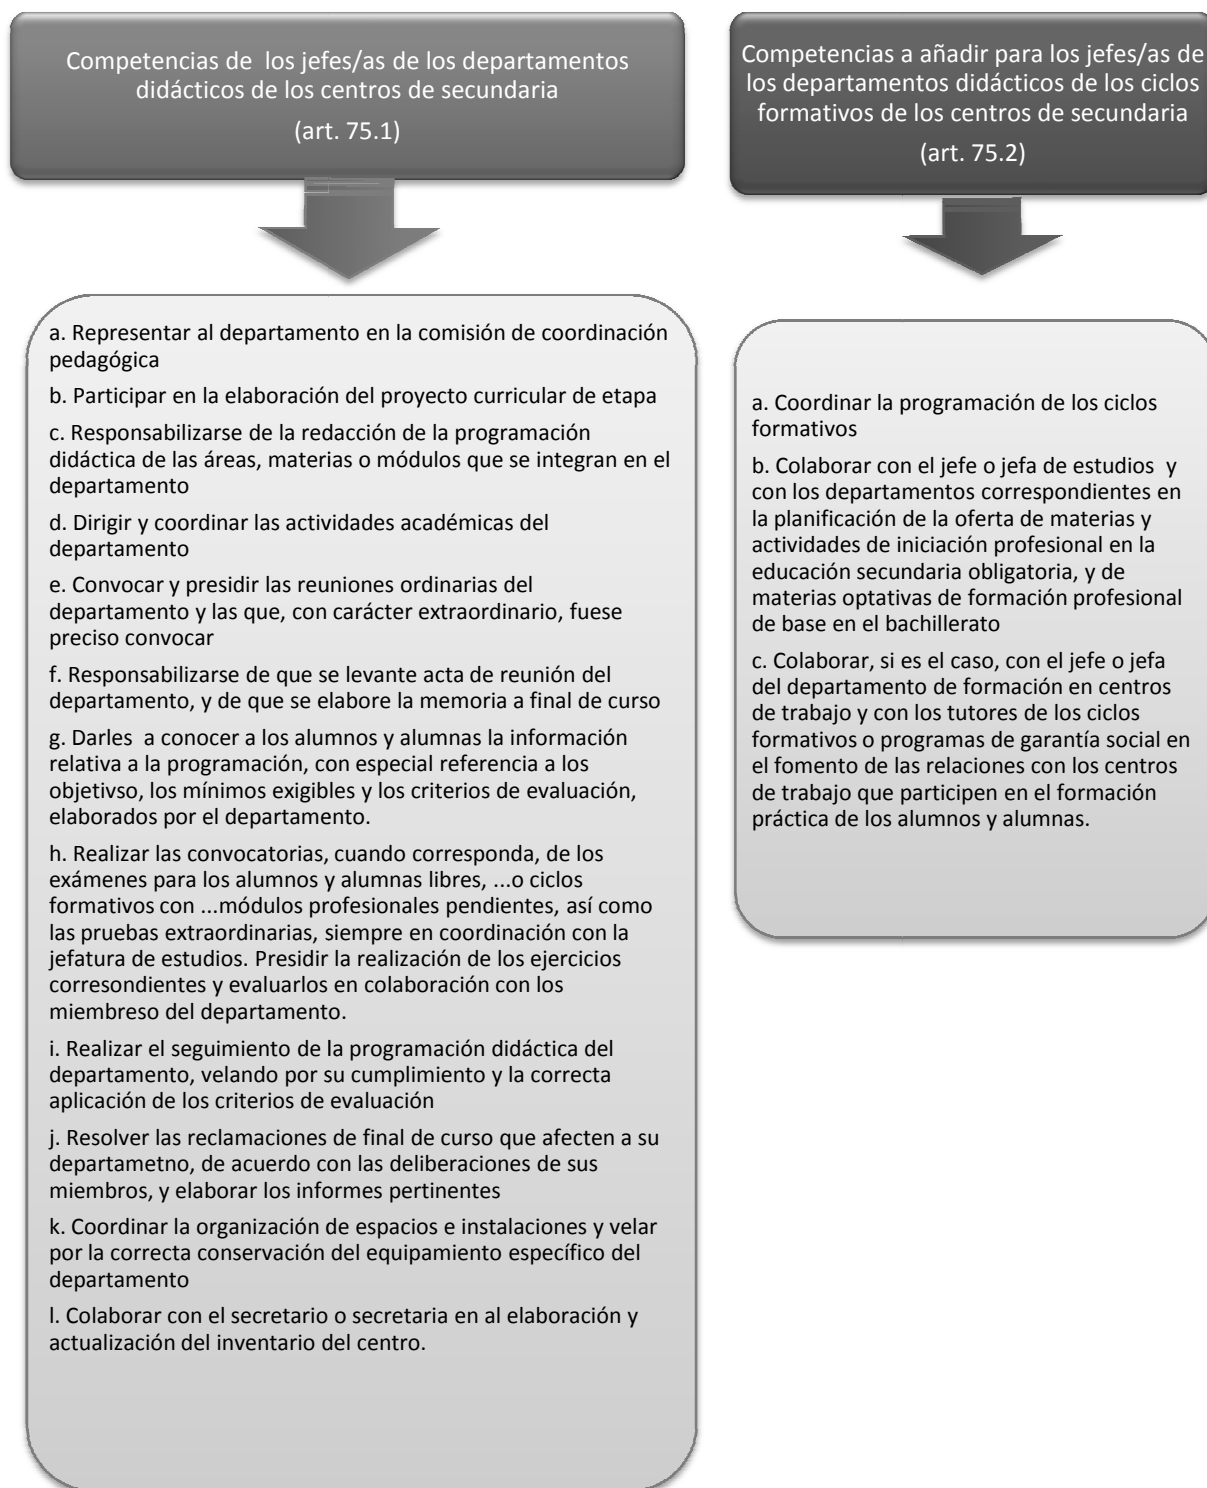 Competencias de los jefes/as de los departamentos
didácticos de los centros de secundaria
(art. 75.1)
Competencias a añadir para los jefes/as de
los departamentos didácticos de los ciclos
formativos de los centros de secundaria
(art. 75.2)
a. Representar al departamento en la comisión de coordinación
pedagógica
b. Participar en la elaboración del proyecto curricular de etapa
c. Responsabilizarse de la redacción de la programación
didáctica de las áreas, materias o módulos que se integran en el
departamento
d. Dirigir y coordinar las actividades académicas del
departamento
e. Convocar y presidir las reuniones ordinarias del
departamento y las que, con carácter extraordinario, fuese
preciso convocar
f. Responsabilizarse de que se levante acta de reunión del
departamento, y de que se elabore la memoria a final de curso
g. Darles a conocer a los alumnos y alumnas la información
relativa a la programación, con especial referencia a los
objetivso, los mínimos exigibles y los criterios de evaluación,
elaborados por el departamento.
h. Realizar las convocatorias, cuando corresponda, de los
exámenes para los alumnos y alumnas libres, ...o ciclos
formativos con ...módulos profesionales pendientes, así como
las pruebas extraordinarias, siempre en coordinación con la
jefatura de estudios. Presidir la realización de los ejercicios
corresondientes y evaluarlos en colaboración con los
miembreso del departamento.
i. Realizar el seguimiento de la programación didáctica del
departamento, velando por su cumplimiento y la correcta
aplicación de los criterios de evaluación
j. Resolver las reclamaciones de final de curso que afecten a su
departametno, de acuerdo con las deliberaciones de sus
miembros, y elaborar los informes pertinentes
k. Coordinar la organización de espacios e instalaciones y velar
por la correcta conservación del equipamiento específico del
departamento
l. Colaborar con el secretario o secretaria en al elaboración y
actualización del inventario del centro.
a. Coordinar la programación de los ciclos
formativos
b. Colaborar con el jefe o jefa de estudios y
con los departamentos correspondientes en
la planificación de la oferta de materias y
actividades de iniciación profesional en la
educación secundaria obligatoria, y de
materias optativas de formación profesional
de base en el bachillerato
c. Colaborar, si es el caso, con el jefe o jefa
del departamento de formación en centros
de trabajo y con los tutores de los ciclos
formativos o programas de garantía social en
el fomento de las relaciones con los centros
de trabajo que participen en el formación
práctica de los alumnos y alumnas.